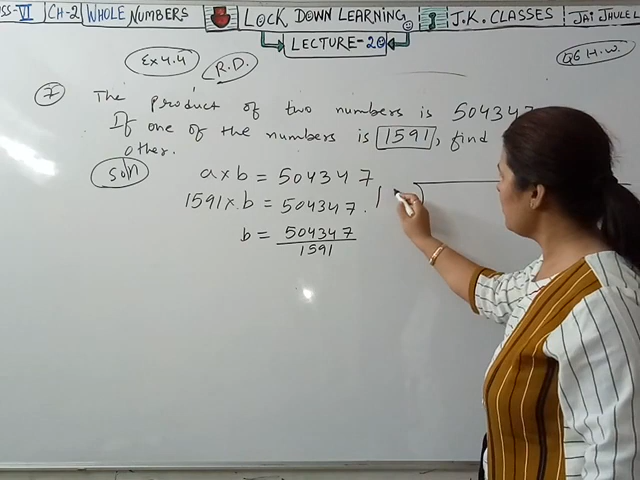 SS-VI CH-2 WHOLE NUMBERS LOCK DOWN LEARNING J.K. CLASSES JAI JHULELA
LECTURE-20
Ex 4.4 R.D. Q6 H.W.
7 The product of two numbers is 504347
If one of the numbers is 1591, find
other.
Soln a x b = 504347
1591 x b = 504347.
b = 504347
1591
1